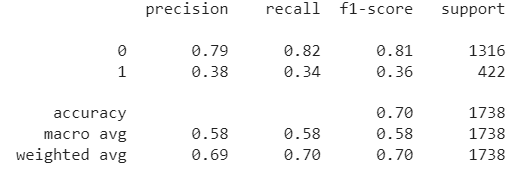 precision recall f1-score support
0 0.79 0.82 0.81 1316
1 0.38 0.34 0.36 422
accuracy 0.70 1738
macro avg 0.58 0.58 0.58 1738
weighted avg 0.69 0.70 0.70 1738